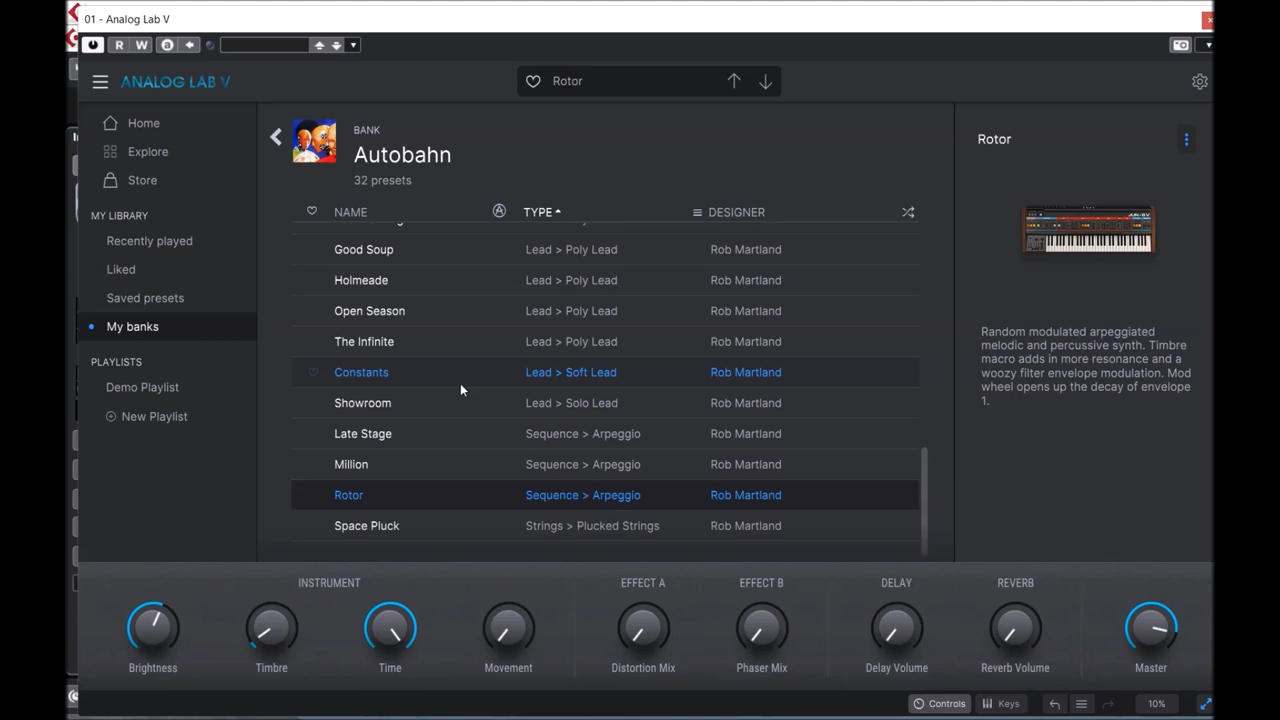 01 - Analog Lab V
R W a
ANALOG LAB V
Rotor
Home
Explore
Store
MY LIBRARY
Recently played
Liked
Saved presets
My banks
PLAYLISTS
Demo Playlist
New Playlist
BANK
Autobahn
32 presets
NAME TYPE DESIGNER
Good Soup Lead > Poly Lead Rob Martland
Holmeade Lead > Poly Lead Rob Martland
Open Season Lead > Poly Lead Rob Martland
The Infinite Lead > Poly Lead Rob Martland
Constants Lead > Soft Lead Rob Martland
Showroom Lead > Solo Lead Rob Martland
Late Stage Sequence > Arpeggio Rob Martland
Million Sequence > Arpeggio Rob Martland
Rotor Sequence > Arpeggio Rob Martland
Space Pluck Strings > Plucked Strings Rob Martland
Rotor
Random modulated arpeggiated
melodic and percussive synth. Timbre
macro adds in more resonance and a
woozy filter envelope modulation. Mod
wheel opens up the decay of envelope
1.
INSTRUMENT EFFECT A EFFECT B DELAY REVERB
Brightness Timbre Time Movement Distortion Mix Phaser Mix Delay Volume Reverb Volume Master
Controls Keys 10%